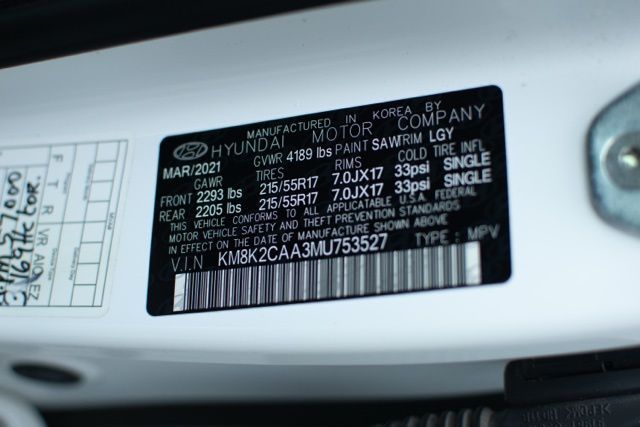 MANUFACTURED IN KOREA BY
HYUNDAI MOTOR COMPANY
MAR/2021 GVWR 4189 lbs PAINT SAW TRIM LGY
GAWR TIRES RIMS COLD TIRE INFL
FRONT 2293 lbs 215/55R17 7.0JX17 33psi SINGLE
REAR 2205 lbs 215/55R17 7.0JX17 33psi SINGLE
THIS VEHICLE CONFORMS TO ALL APPLICABLE U.S.A. FEDERAL
MOTOR VEHICLE SAFETY AND THEFT PREVENTION STANDARDS
IN EFFECT ON THE DATE OF MANUFACTURE SHOWN ABOVE.
V.I.N KM8K2CAA3MU753527 TYPE: MPV
F T R VR